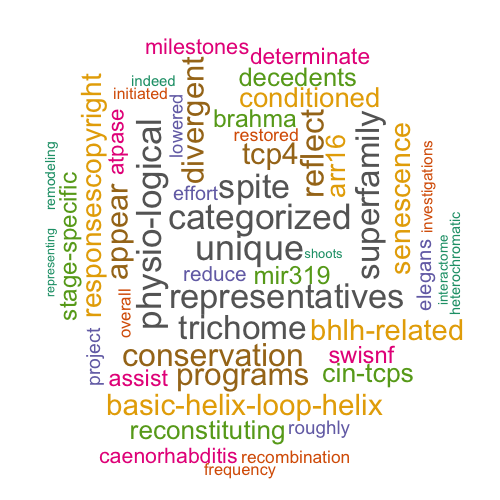 milestones
determinate
indeed
decedents
initiated
conditioned
divergent
lowered
brahma
restored
responsescopyright
remodeling
atpase
tcp4
reflect
arr16
superfamily
senescence
investigations
physio-logical
effort
spite
stage-specific
appear
categorized
unique
shoots
elegans
interactome
heterochromatic
representing
reduce
mir319
overall
representatives
project
trichome
bhlh-related
conservation
swisnf
assist
programs
cin-tcps
basic-helix-loop-helix
reconstituting
roughly
caenorhabditis
recombination
frequency